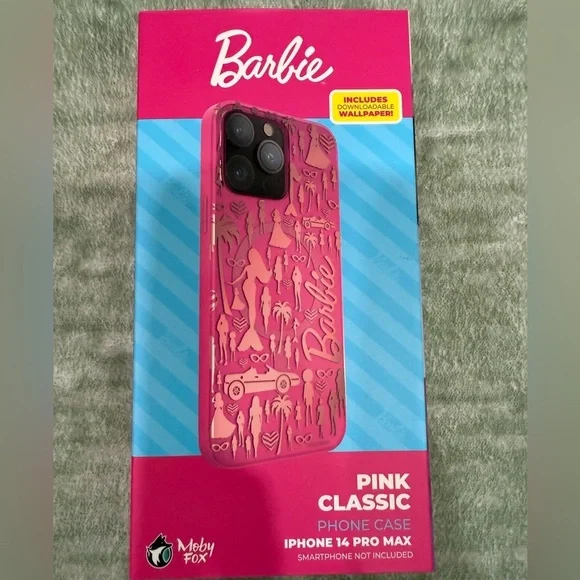 Barbie
INCLUDES
DOWNLOADABLE
WALLPAPER!
Barbie
PINK
CLASSIC
PHONE CASE
IPHONE 14 PRO MAX
SMARTPHONE NOT INCLUDED
Moby
FOX